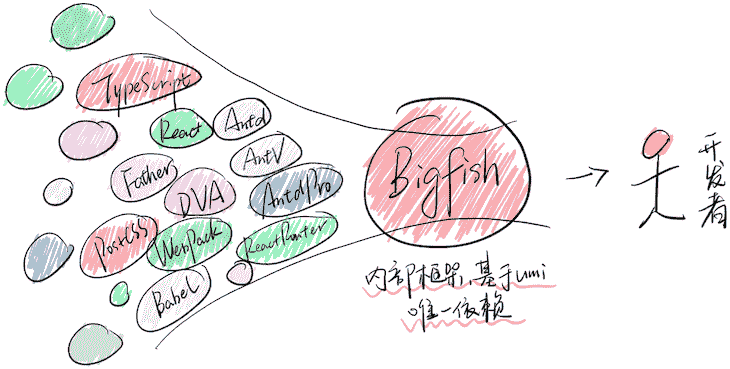 TypeScript
React
Antd
AntV
Father
DVA
AntdPro
Bigfish
PostCSS
WebPack
ReactRouter
Babel
开发者
内部框架,基于umi
唯一依赖